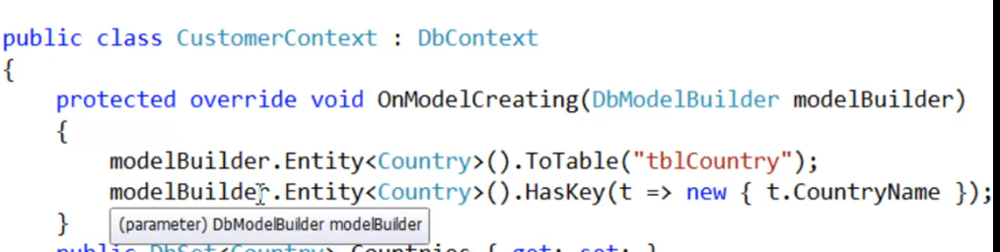 public class CustomerContext : DbContext
{
protected override void OnModelCreating(DbModelBuilder modelBuilder)
{
modelBuilder.Entity<Country>().ToTable("tblCountry");
modelBuilder.Entity<Country>().HasKey(t => new { t.CountryName });
}
(parameter) DbModelBuilder modelBuilder
public DbSet<Country> Countries { get; set; }